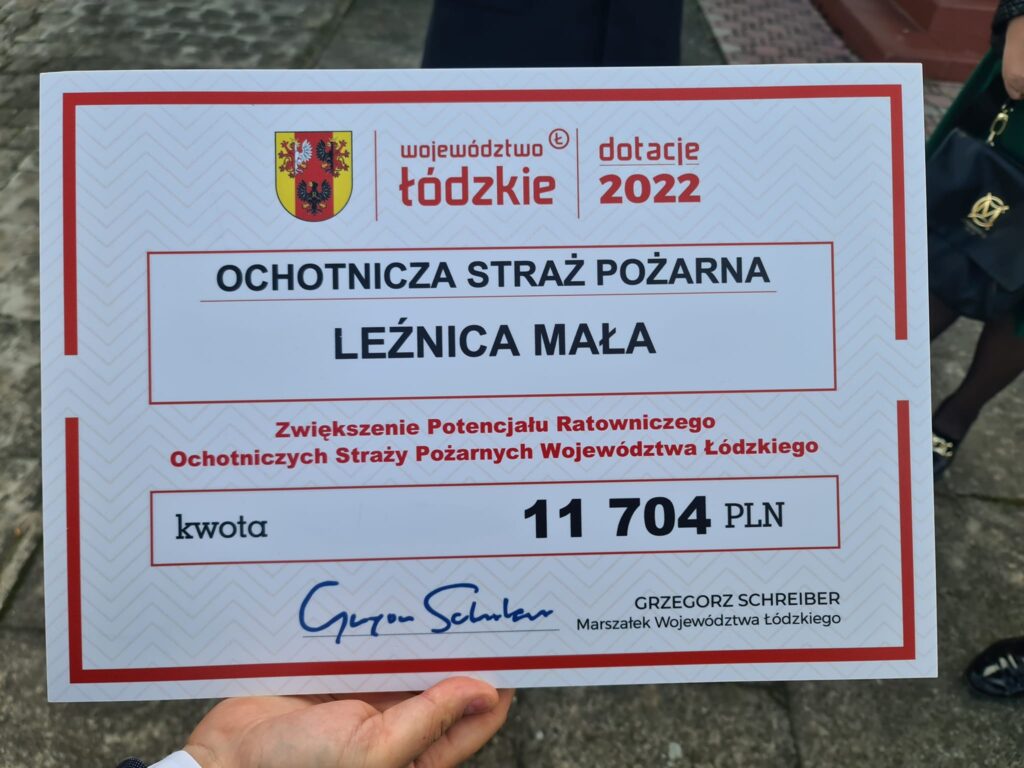 województwo Ł
łódzkie
dotacje
2022
OCHOTNICZA STRAŻ POŻARNA
LEŹNICA MAŁA
Zwiększenie Potencjału Ratowniczego
Ochotniczych Straży Pożarnych Województwa Łódzkiego
kwota 11 704 PLN
GRZEGORZ SCHREIBER
Marszałek Województwa Łódzkiego